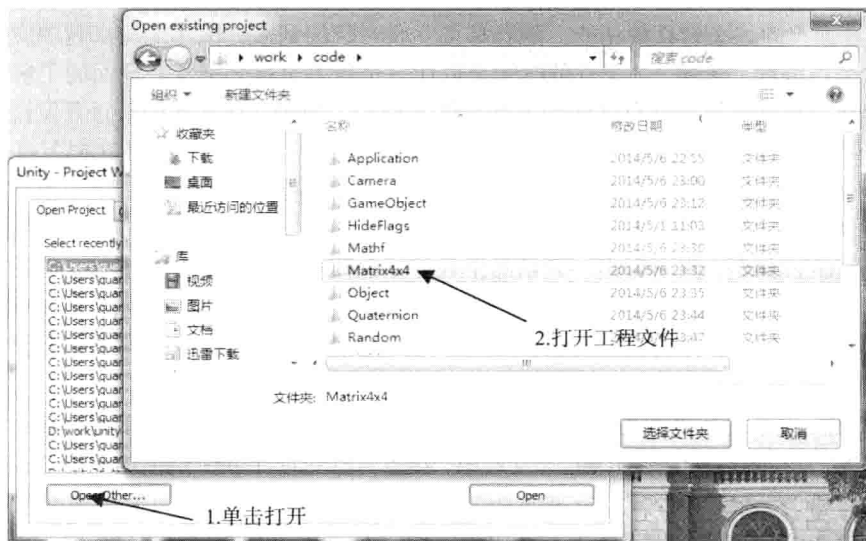 Open existing project
work ▸ code ▸
搜索 code
组织
新建文件夹
名称 修改日期 类型
收藏夹
下载
桌面
最近访问的位置
库
视频
图片
文档
迅雷下载
Application 2014/5/6 22:55 文件夹
Camera 2014/5/6 23:00 文件夹
GameObject 2014/5/6 23:12 文件夹
HideFlags 2014/5/1 11:03 文件夹
Mathf 2014/5/6 23:30 文件夹
Matrix4x4 2014/5/6 23:32 文件夹
Object 2014/5/6 23:35 文件夹
Quaternion 2014/5/6 23:44 文件夹
Random 文件夹
2.打开工程文件
文件夹: Matrix4x4
选择文件夹 取消
Unity - Project W
Open Project
Select recently
C:\Users\quar
C:\Users\quar
C:\Users\quar
C:\Users\quar
C:\Users\quar
C:\Users\quar
C:\Users\quar
C:\Users\quar
C:\Users\quar
C:\Users\quar
C:\Users\quar
D:\work\unity
C:\Users\quar
C:\Users\quar
Open Other... Open
1.单击打开